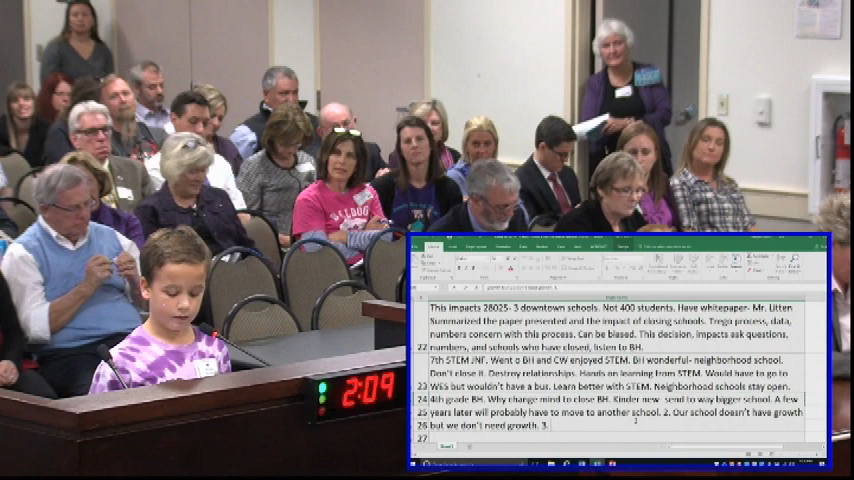 BULLDOG
2:09
This impacts 28025- 3 downtown schools. Not 400 students. Have whitepaper- Mr. Litten
Summarized the paper presented and the impact of closing schools. Trego process, data,
numbers concern with this process. Can be biased. This decision, impacts ask questions,
22 numbers, and schools who have closed, listen to BH.
7th STEM JNF. Went o BH and CW enjoyed STEM. BH wonderful- neighborhood school.
Don't close it. Destroy relationships. Hands on learning from STEM. Would have to go to
23 WES but wouldn't have a bus. Learn better with STEM. Neighborhood schools stay open.
24 4th grade BH. Why change mind to close BH. Kinder new- send to way bigger school. A few
25 years later will probably have to move to another school. 2. Our school doesn't have growth
26 but we don't need growth. 3.
27